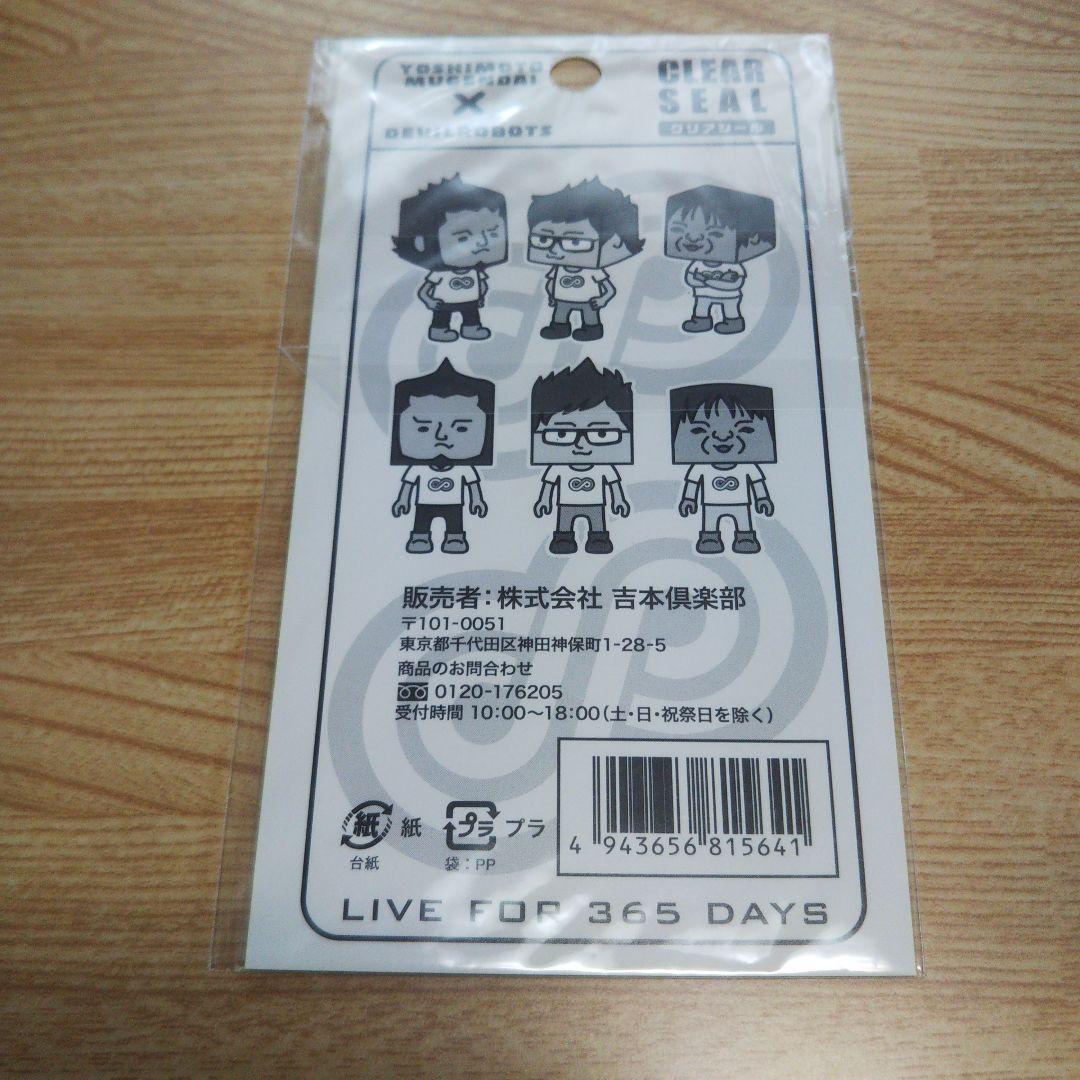 YOSHIMOTO
MUGENDAI
×
DEVILROBOTS
CLEAR
SEAL
クリアシール
販売者：株式会社 吉本倶楽部
〒101-0051
東京都千代田区神田神保町1-28-5
商品のお問合わせ
0120-176205
受付時間 10:00～18:00（土・日・祝祭日を除く）
紙 紙
台紙
プラ プラ
袋：PP
4 943656 815641
LIVE FOR 365 DAYS